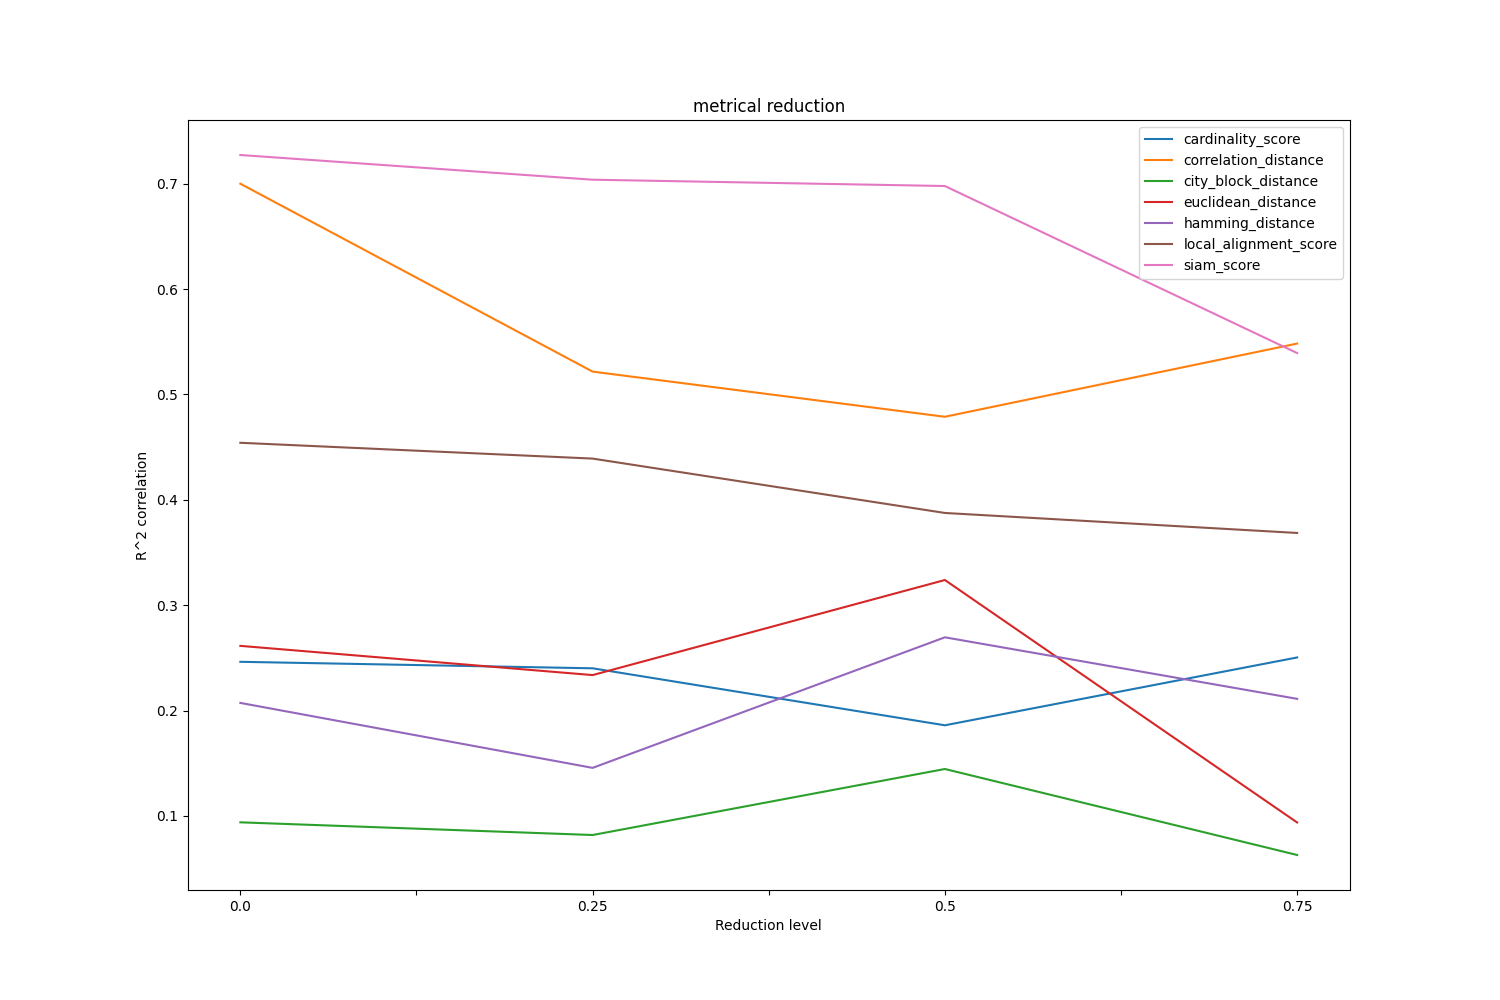 metrical reduction
cardinality_score
correlation_distance
city_block_distance
euclidean_distance
hamming_distance
local_alignment_score
siam_score
R^2 correlation
0.7
0.6
0.5
0.4
0.3
0.2
0.1
0.0 0.25 0.5 0.75
Reduction level